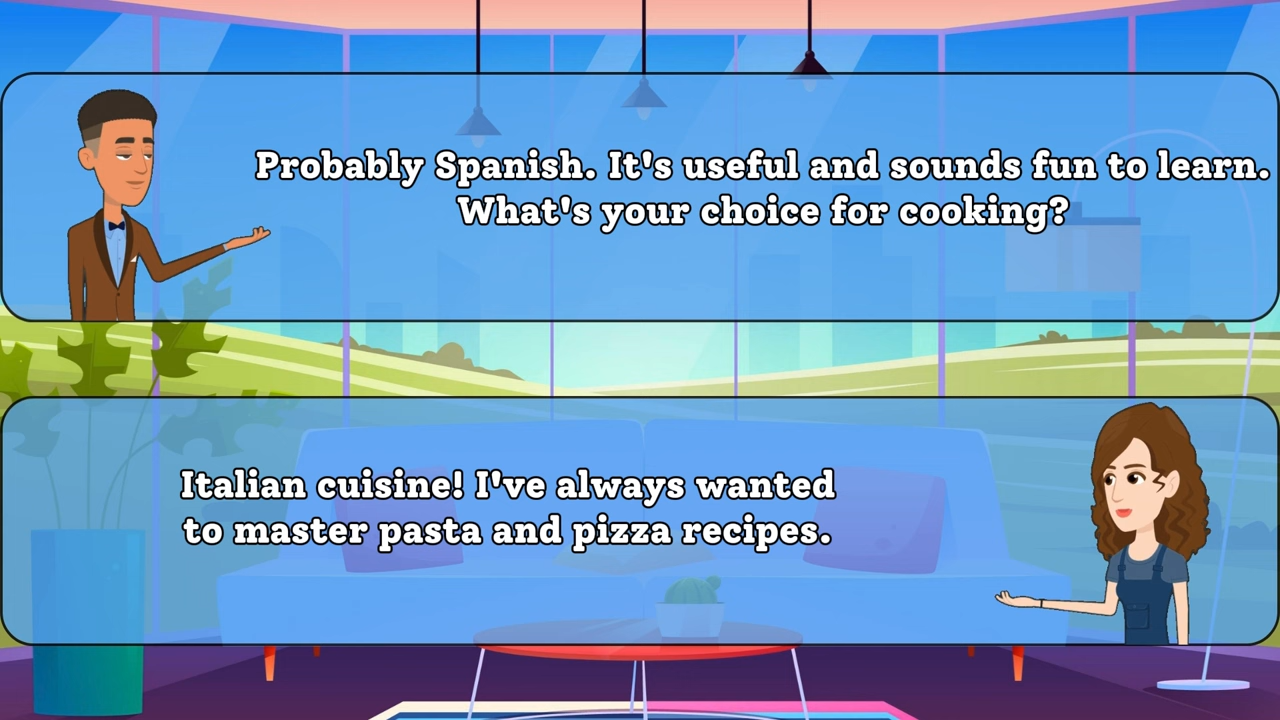 Probably Spanish. It's useful and sounds fun to learn.
What's your choice for cooking?
Italian cuisine! I've always wanted
to master pasta and pizza recipes.